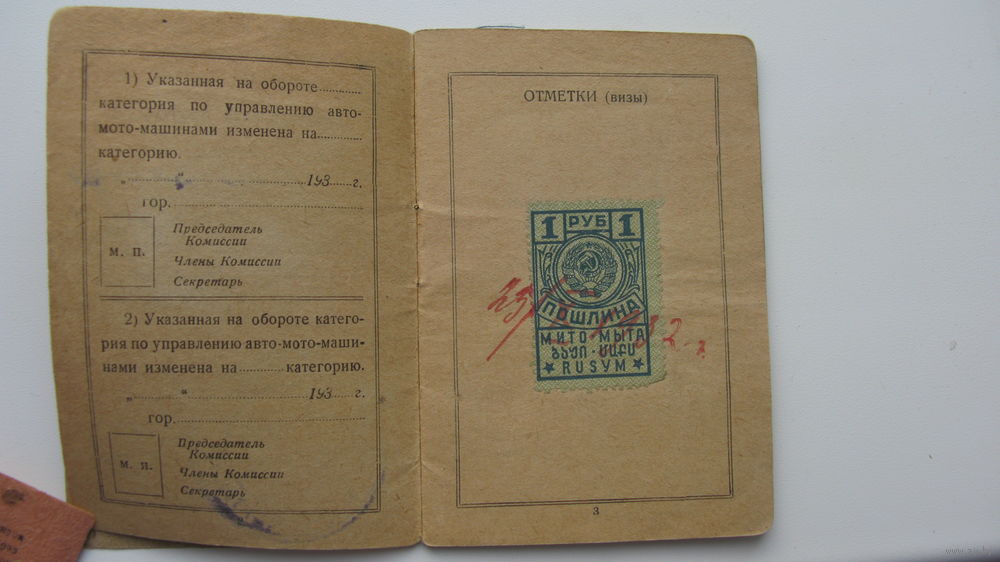 1) Указанная на обороте............
категория по управлению авто-
мото-машинами изменена на............
категорию.
„............“............193......г.
гор.............
м. п.
Председатель
Комиссии
Члены Комиссии
Секретарь
2) Указанная на обороте катего-
рия по управлению авто-мото-маши-
нами изменена на............ категорию.
„............“............193......г.
гор.............
м. п.
Председатель
Комиссии
Члены Комиссии
Секретарь
ОТМЕТКИ (визы)
1 РУБ 1
ПОШЛИНА
МИТО · МЫТА
ԲԱԺ
★ RUSУM ★
3